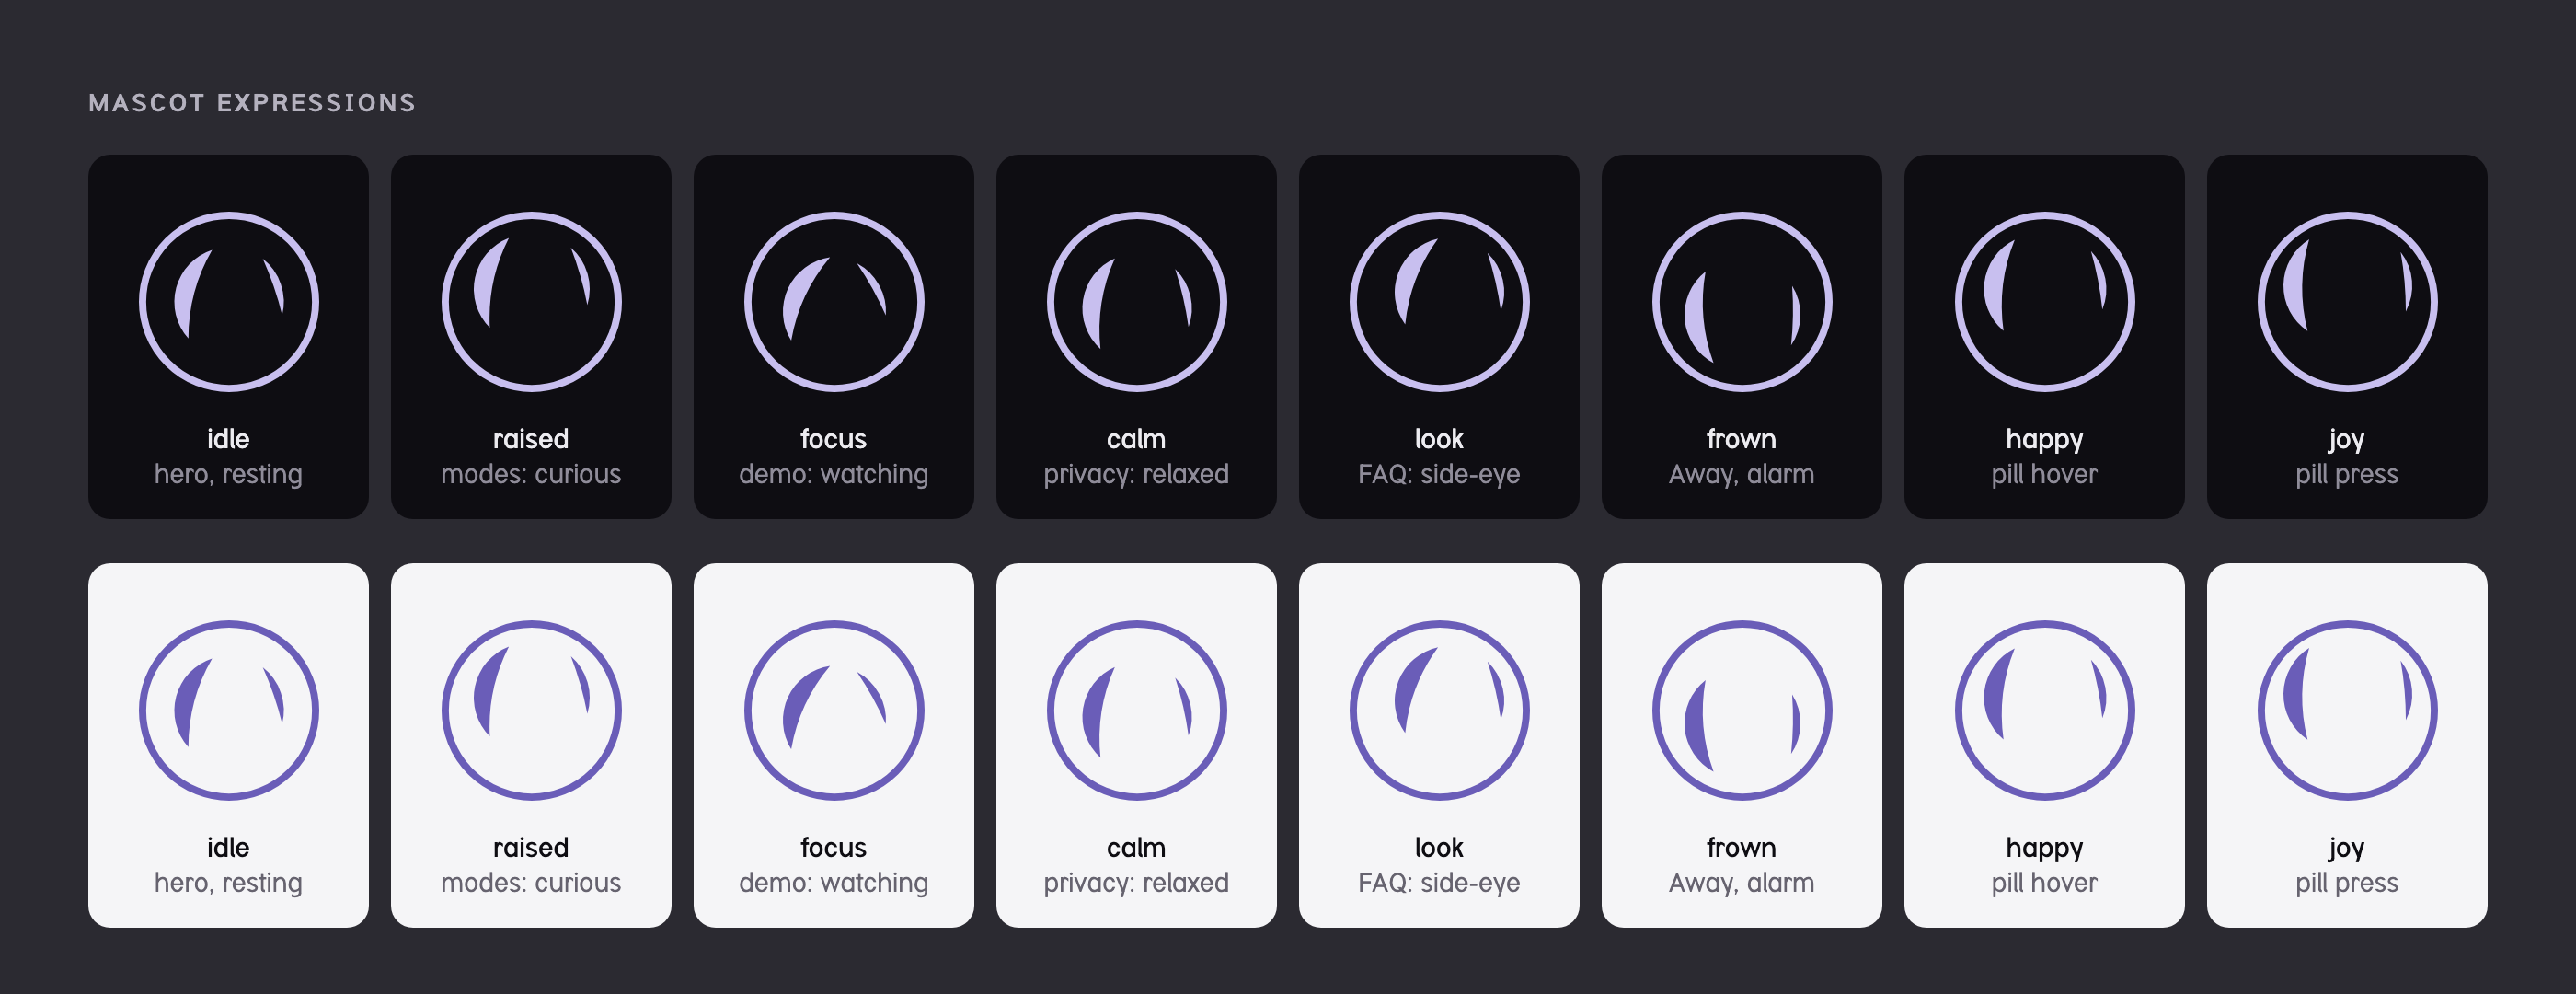 MASCOT EXPRESSIONS
idle
hero, resting
raised
modes: curious
focus
demo: watching
calm
privacy: relaxed
look
FAQ: side-eye
frown
Away, alarm
happy
pill hover
joy
pill press
idle
hero, resting
raised
modes: curious
focus
demo: watching
calm
privacy: relaxed
look
FAQ: side-eye
frown
Away, alarm
happy
pill hover
joy
pill press